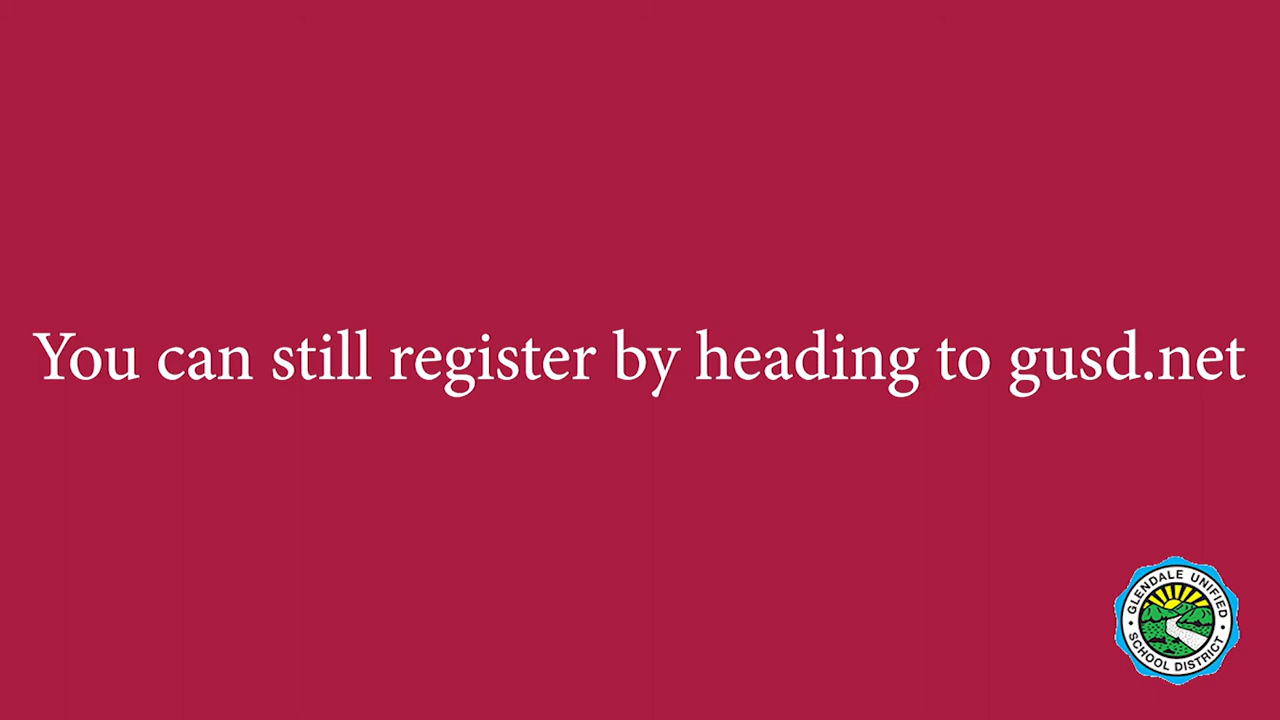 You can still register by heading to gusd.net
GLENDALE UNIFIED
SCHOOL DISTRICT